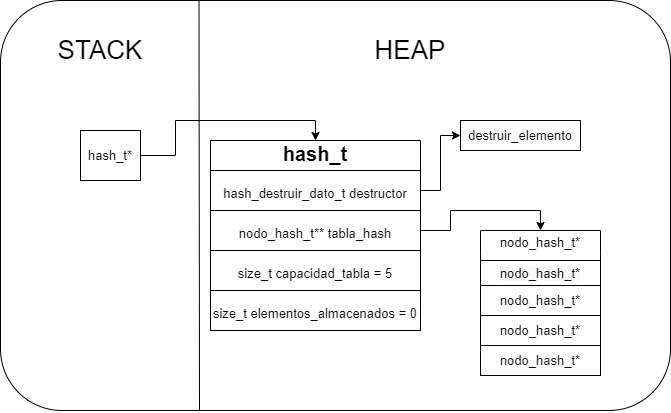 STACK
HEAP
hash_t*
hash_t
hash_destruir_dato_t destructor
nodo_hash_t** tabla_hash
size_t capacidad_tabla = 5
size_t elementos_almacenados = 0
destruir_elemento
nodo_hash_t*
nodo_hash_t*
nodo_hash_t*
nodo_hash_t*
nodo_hash_t*